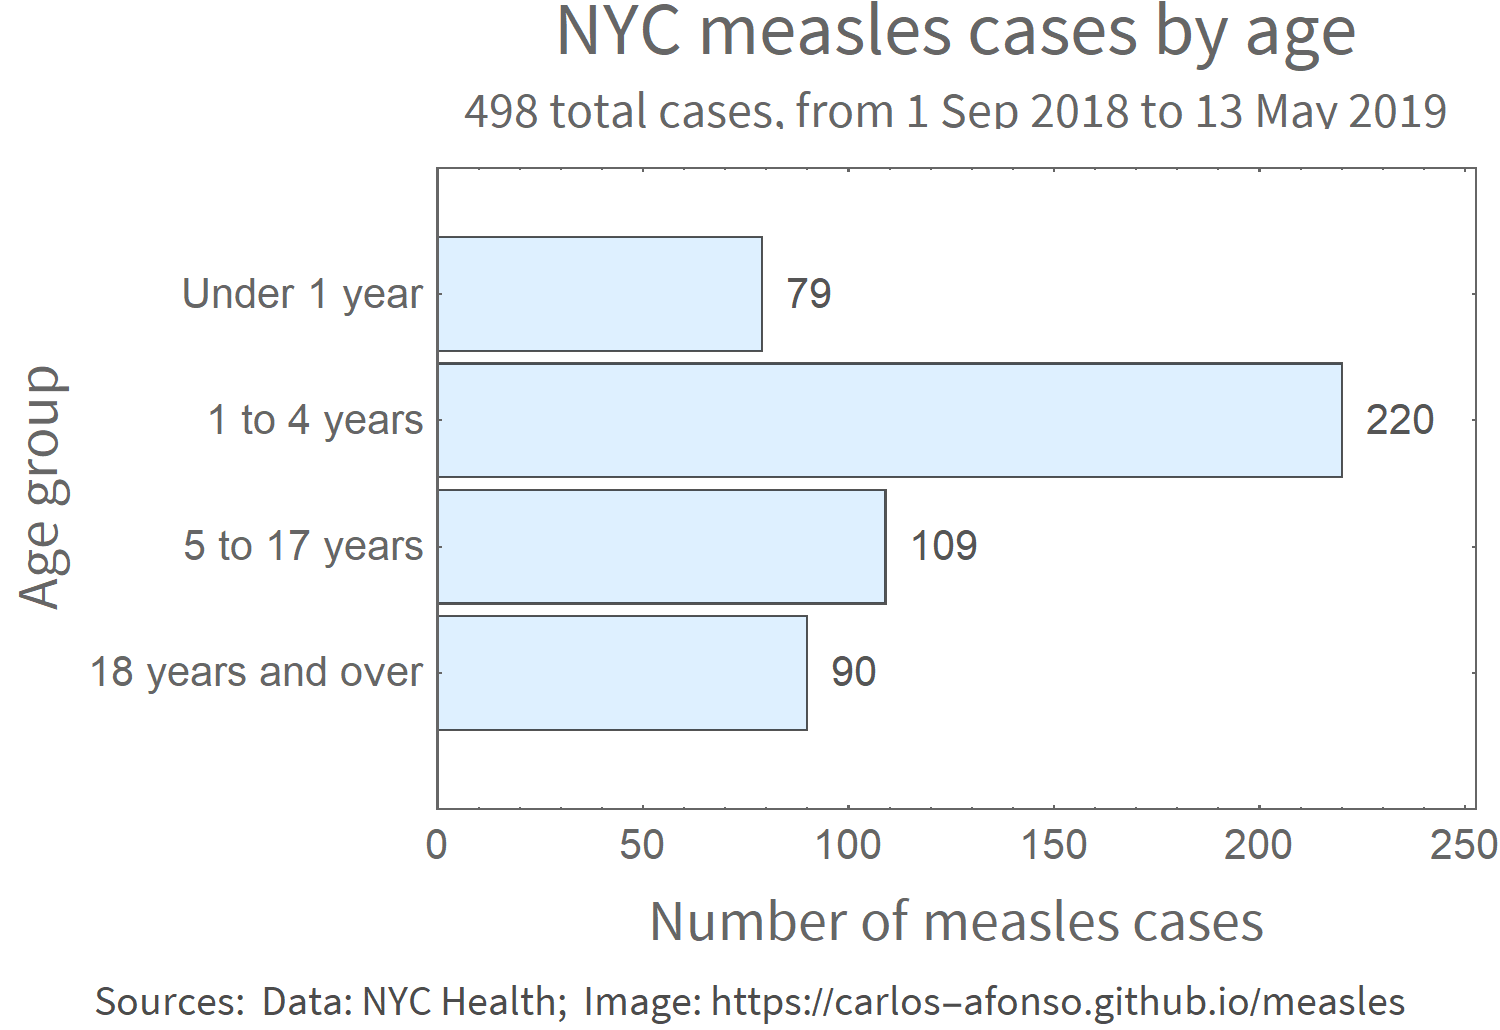 NYC measles cases by age
498 total cases, from 1 Sep 2018 to 13 May 2019
Under 1 year
79
1 to 4 years
220
5 to 17 years
109
18 years and over
90
Age group
0 50 100 150 200 250
Number of measles cases
Sources: Data: NYC Health; Image: https://carlos–afonso.github.io/measles